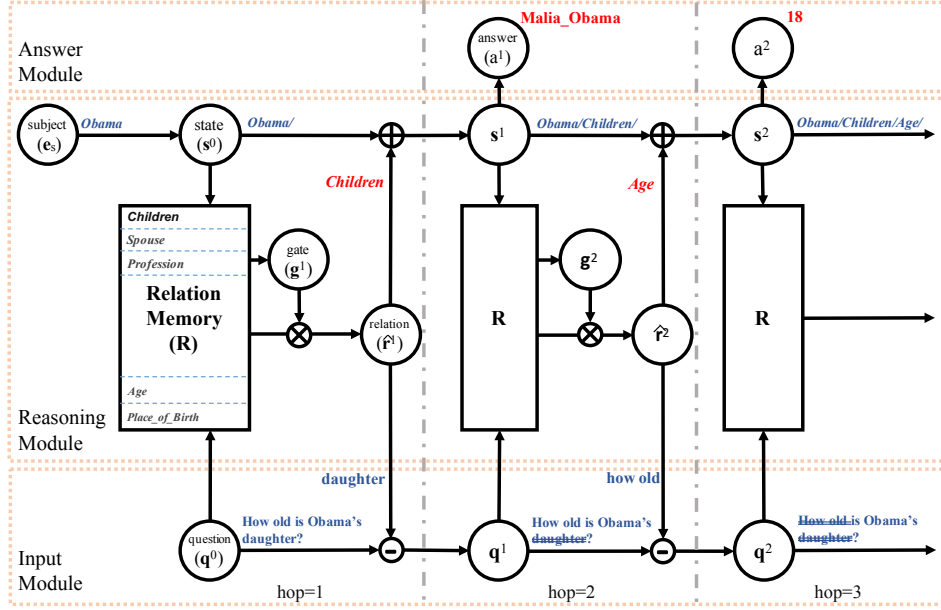 Malia_Obama
18
Answer
Module
answer
(a¹)
a²
subject
(eₛ)
Obama
state
(s⁰)
Obama/
s¹
Obama/Children/
s²
Obama/Children/Age/
Children
Age
Children
Spouse
Profession
Relation
Memory
(R)
Age
Place_of_Birth
gate
(g¹)
relation
(r̂¹)
R
g²
r̂²
R
Reasoning
Module
daughter
how old
How old is Obama's
daughter?
How old is Obama's
daughter?
How old is Obama's
daughter?
question
(q⁰)
-
q¹
-
q²
Input
Module
hop=1
hop=2
hop=3